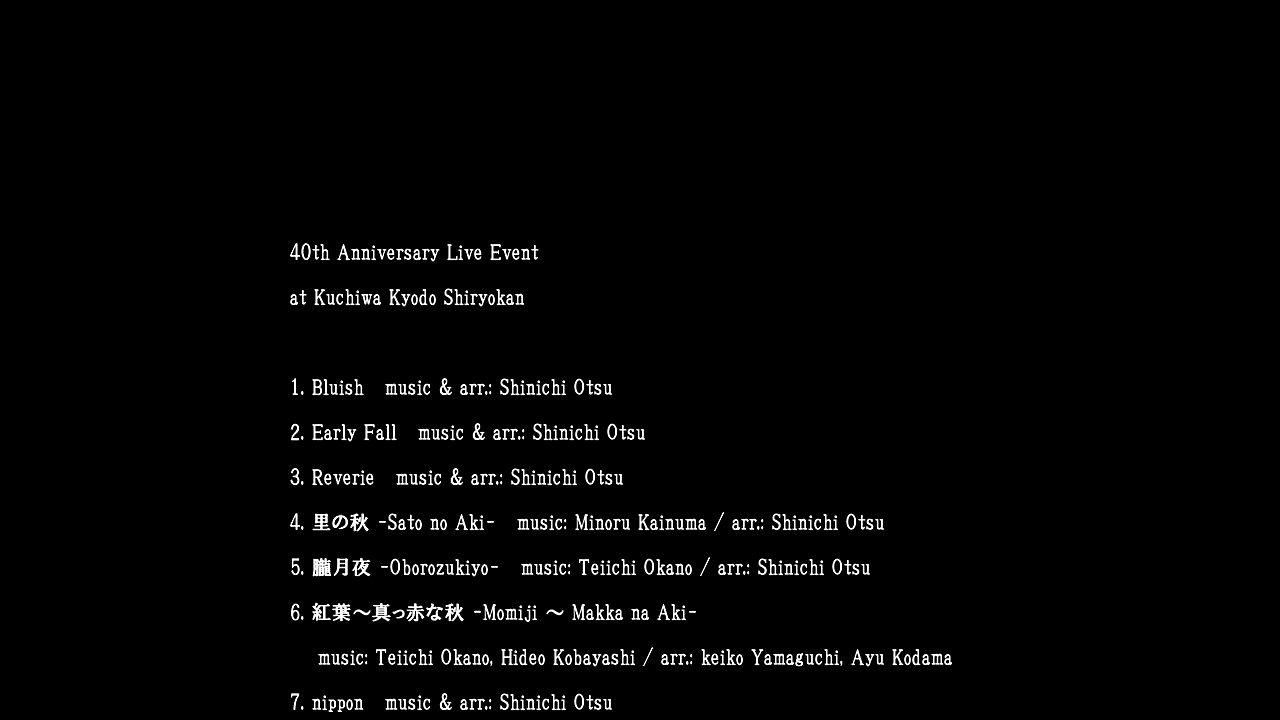 40th Anniversary Live Event
at Kuchiwa Kyodo Shiryokan
1. Bluish　music & arr.: Shinichi Otsu
2. Early Fall　music & arr.: Shinichi Otsu
3. Reverie　music & arr.: Shinichi Otsu
4. 里の秋 -Sato no Aki-　music: Minoru Kainuma / arr.: Shinichi Otsu
5. 朧月夜 -Oborozukiyo-　music: Teiichi Okano / arr.: Shinichi Otsu
6. 紅葉～真っ赤な秋 -Momiji ～ Makka na Aki-
music: Teiichi Okano, Hideo Kobayashi / arr.: keiko Yamaguchi, Ayu Kodama
7. nippon　music & arr.: Shinichi Otsu